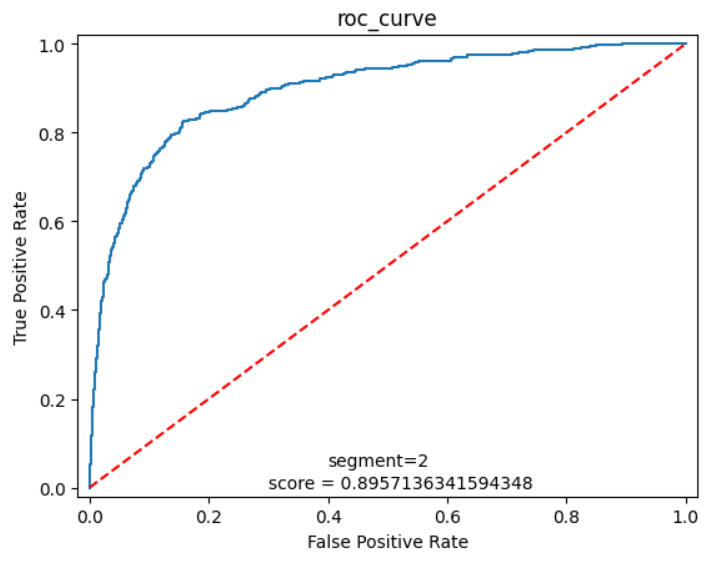 roc_curve
1.0
0.8
0.6
0.4
0.2
0.0
True Positive Rate
segment=2
score = 0.8957136341594348
0.0 0.2 0.4 0.6 0.8 1.0
False Positive Rate